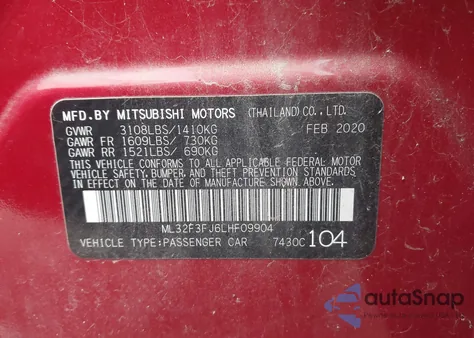 MFD.BY MITSUBISHI MOTORS (THAILAND) CO., LTD.
GVWR 3108LBS/1410KG FEB 2020
GAWR FR 1609LBS/ 730KG
GAWR RR 1521LBS/ 690KG
THIS VEHICLE CONFORMS TO ALL APPLICABLE FEDERAL MOTOR
VEHICLE SAFETY, BUMPER, AND THEFT PREVENTION STANDARDS
IN EFFECT ON THE DATE OF MANUFACTURE SHOWN ABOVE.
ML32F3FJ6LHF09904
VEHICLE TYPE:PASSENGER CAR 7430C 104
autoSnap